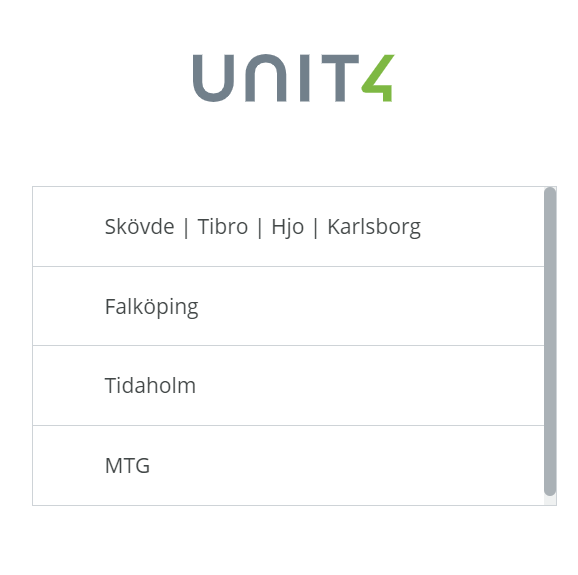 UNIT4
Skövde | Tibro | Hjo | Karlsborg
Falköping
Tidaholm
MTG